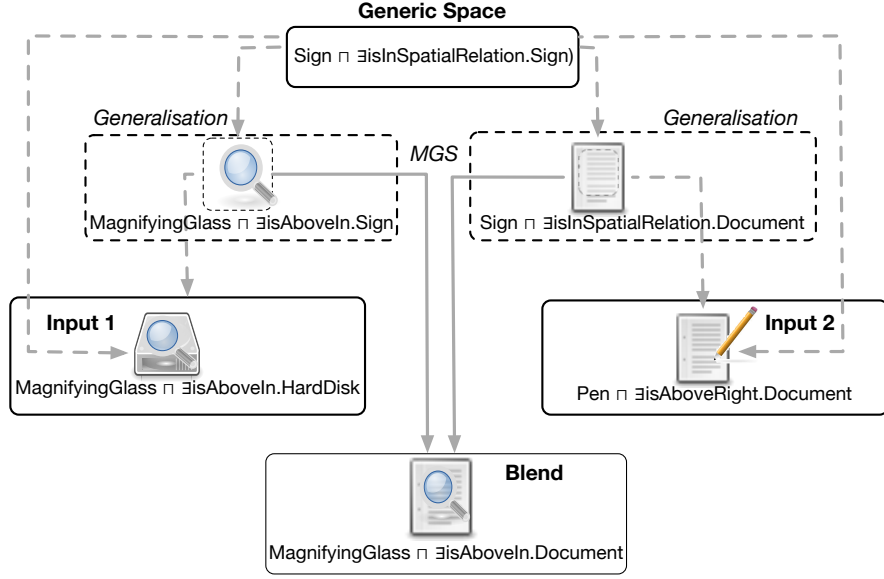 Generic Space
Sign ⊓ ∃isInSpatialRelation.Sign)
Generalisation
Generalisation
MGS
MagnifyingGlass ⊓ ∃isAboveIn.Sign
Sign ⊓ ∃isInSpatialRelation.Document
Input 1
Input 2
MagnifyingGlass ⊓ ∃isAboveIn.HardDisk
Pen ⊓ ∃isAboveRight.Document
Blend
MagnifyingGlass ⊓ ∃isAboveIn.Document